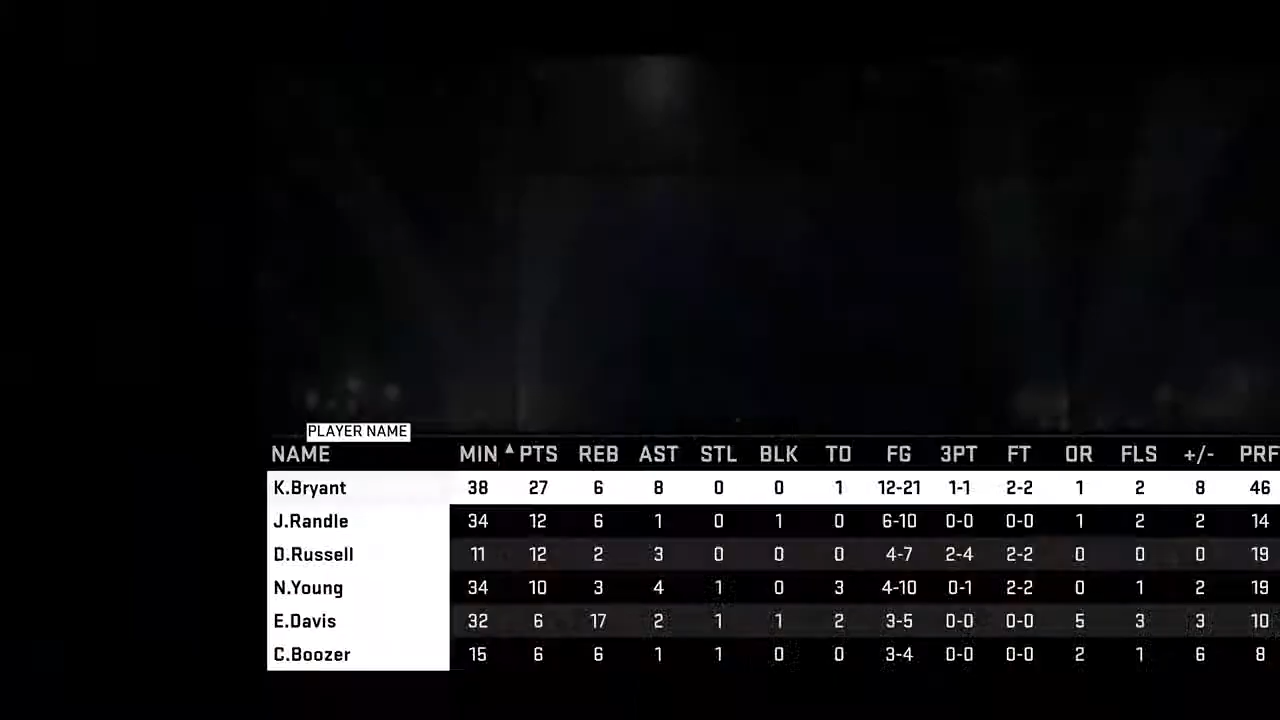 PLAYER NAME
NAME MIN ▲ PTS REB AST STL BLK TO FG 3PT FT OR FLS +/- PRF
K.Bryant 38 27 6 8 0 0 1 12-21 1-1 2-2 1 2 8 46
J.Randle 34 12 6 1 0 1 0 6-10 0-0 0-0 1 2 2 14
D.Russell 11 12 2 3 0 0 0 4-7 2-4 2-2 0 0 0 19
N.Young 34 10 3 4 1 0 3 4-10 0-1 2-2 0 1 2 19
E.Davis 32 6 17 2 1 1 2 3-5 0-0 0-0 5 3 3 10
C.Boozer 15 6 6 1 1 0 0 3-4 0-0 0-0 2 1 6 8